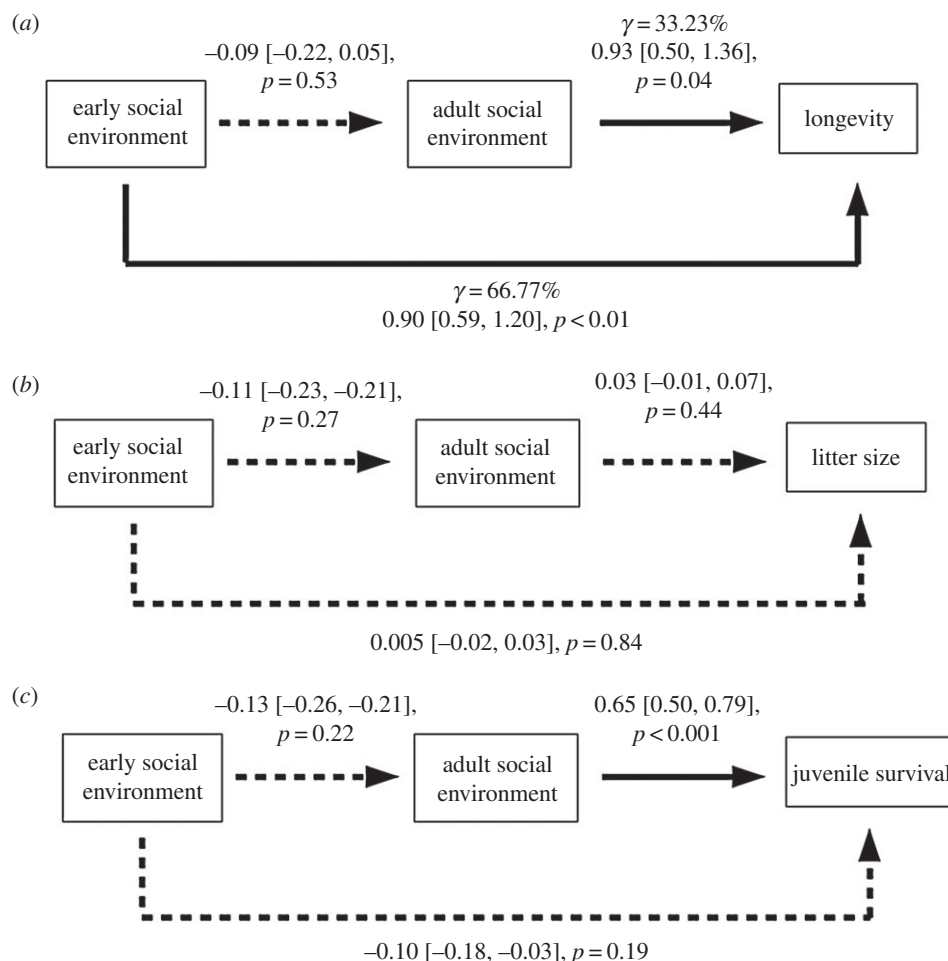 (a)
–0.09 [–0.22, 0.05],
p = 0.53
γ = 33.23%
0.93 [0.50, 1.36],
p = 0.04
early social
environment
adult social
environment
longevity
γ = 66.77%
0.90 [0.59, 1.20], p < 0.01
(b)
–0.11 [–0.23, –0.21],
p = 0.27
0.03 [–0.01, 0.07],
p = 0.44
early social
environment
adult social
environment
litter size
0.005 [–0.02, 0.03], p = 0.84
(c)
–0.13 [–0.26, –0.21],
p = 0.22
0.65 [0.50, 0.79],
p < 0.001
early social
environment
adult social
environment
juvenile survival
–0.10 [–0.18, –0.03], p = 0.19